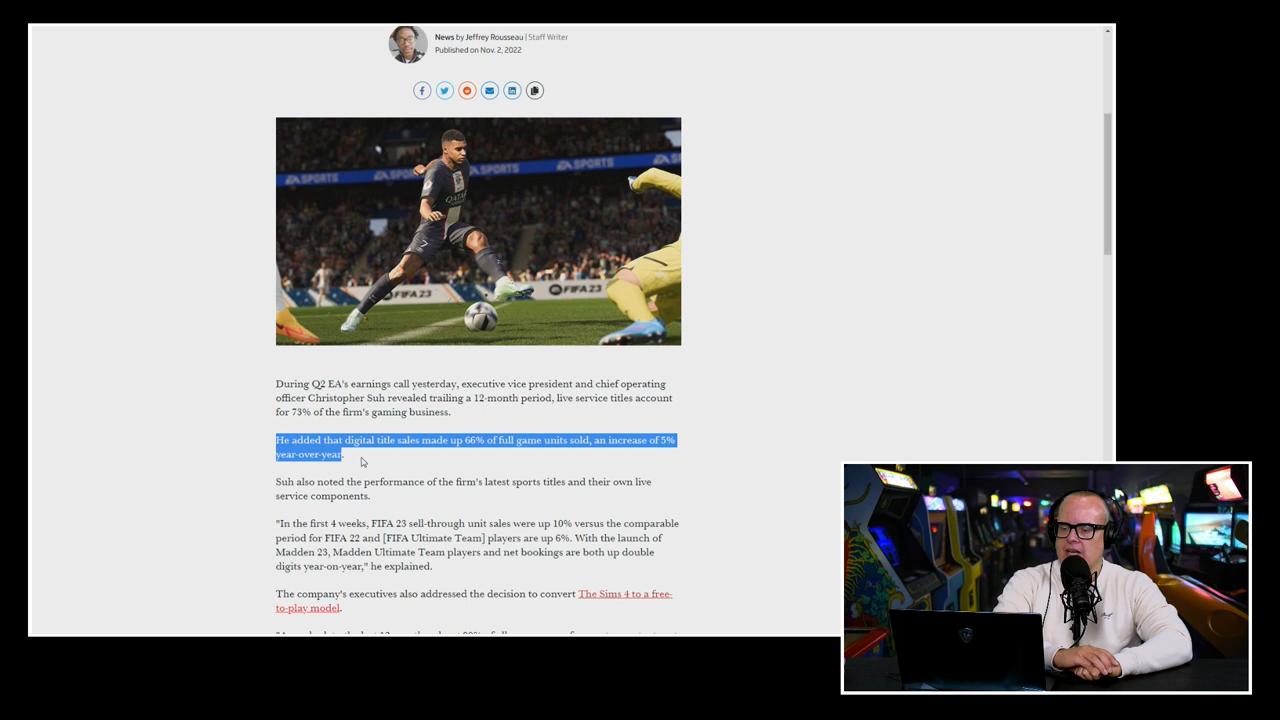 News by Jeffrey Rousseau | Staff Writer
Published on Nov. 2, 2022
EA SPORTS
EA SPORTS
EA SPORTS
QATAR
7
FIFA 23
FIFA 23
During Q2 EA's earnings call yesterday, executive vice president and chief operating
officer Christopher Suh revealed trailing a 12-month period, live service titles account
for 73% of the firm's gaming business.
He added that digital title sales made up 66% of full game units sold, an increase of 5%
year-over-year.
Suh also noted the performance of the firm's latest sports titles and their own live
service components.
"In the first 4 weeks, FIFA 23 sell-through unit sales were up 10% versus the comparable
period for FIFA 22 and [FIFA Ultimate Team] players are up 6%. With the launch of
Madden 23, Madden Ultimate Team players and net bookings are both up double
digits year-on-year," he explained.
The company's executives also addressed the decision to convert The Sims 4 to a free-
to-play model.